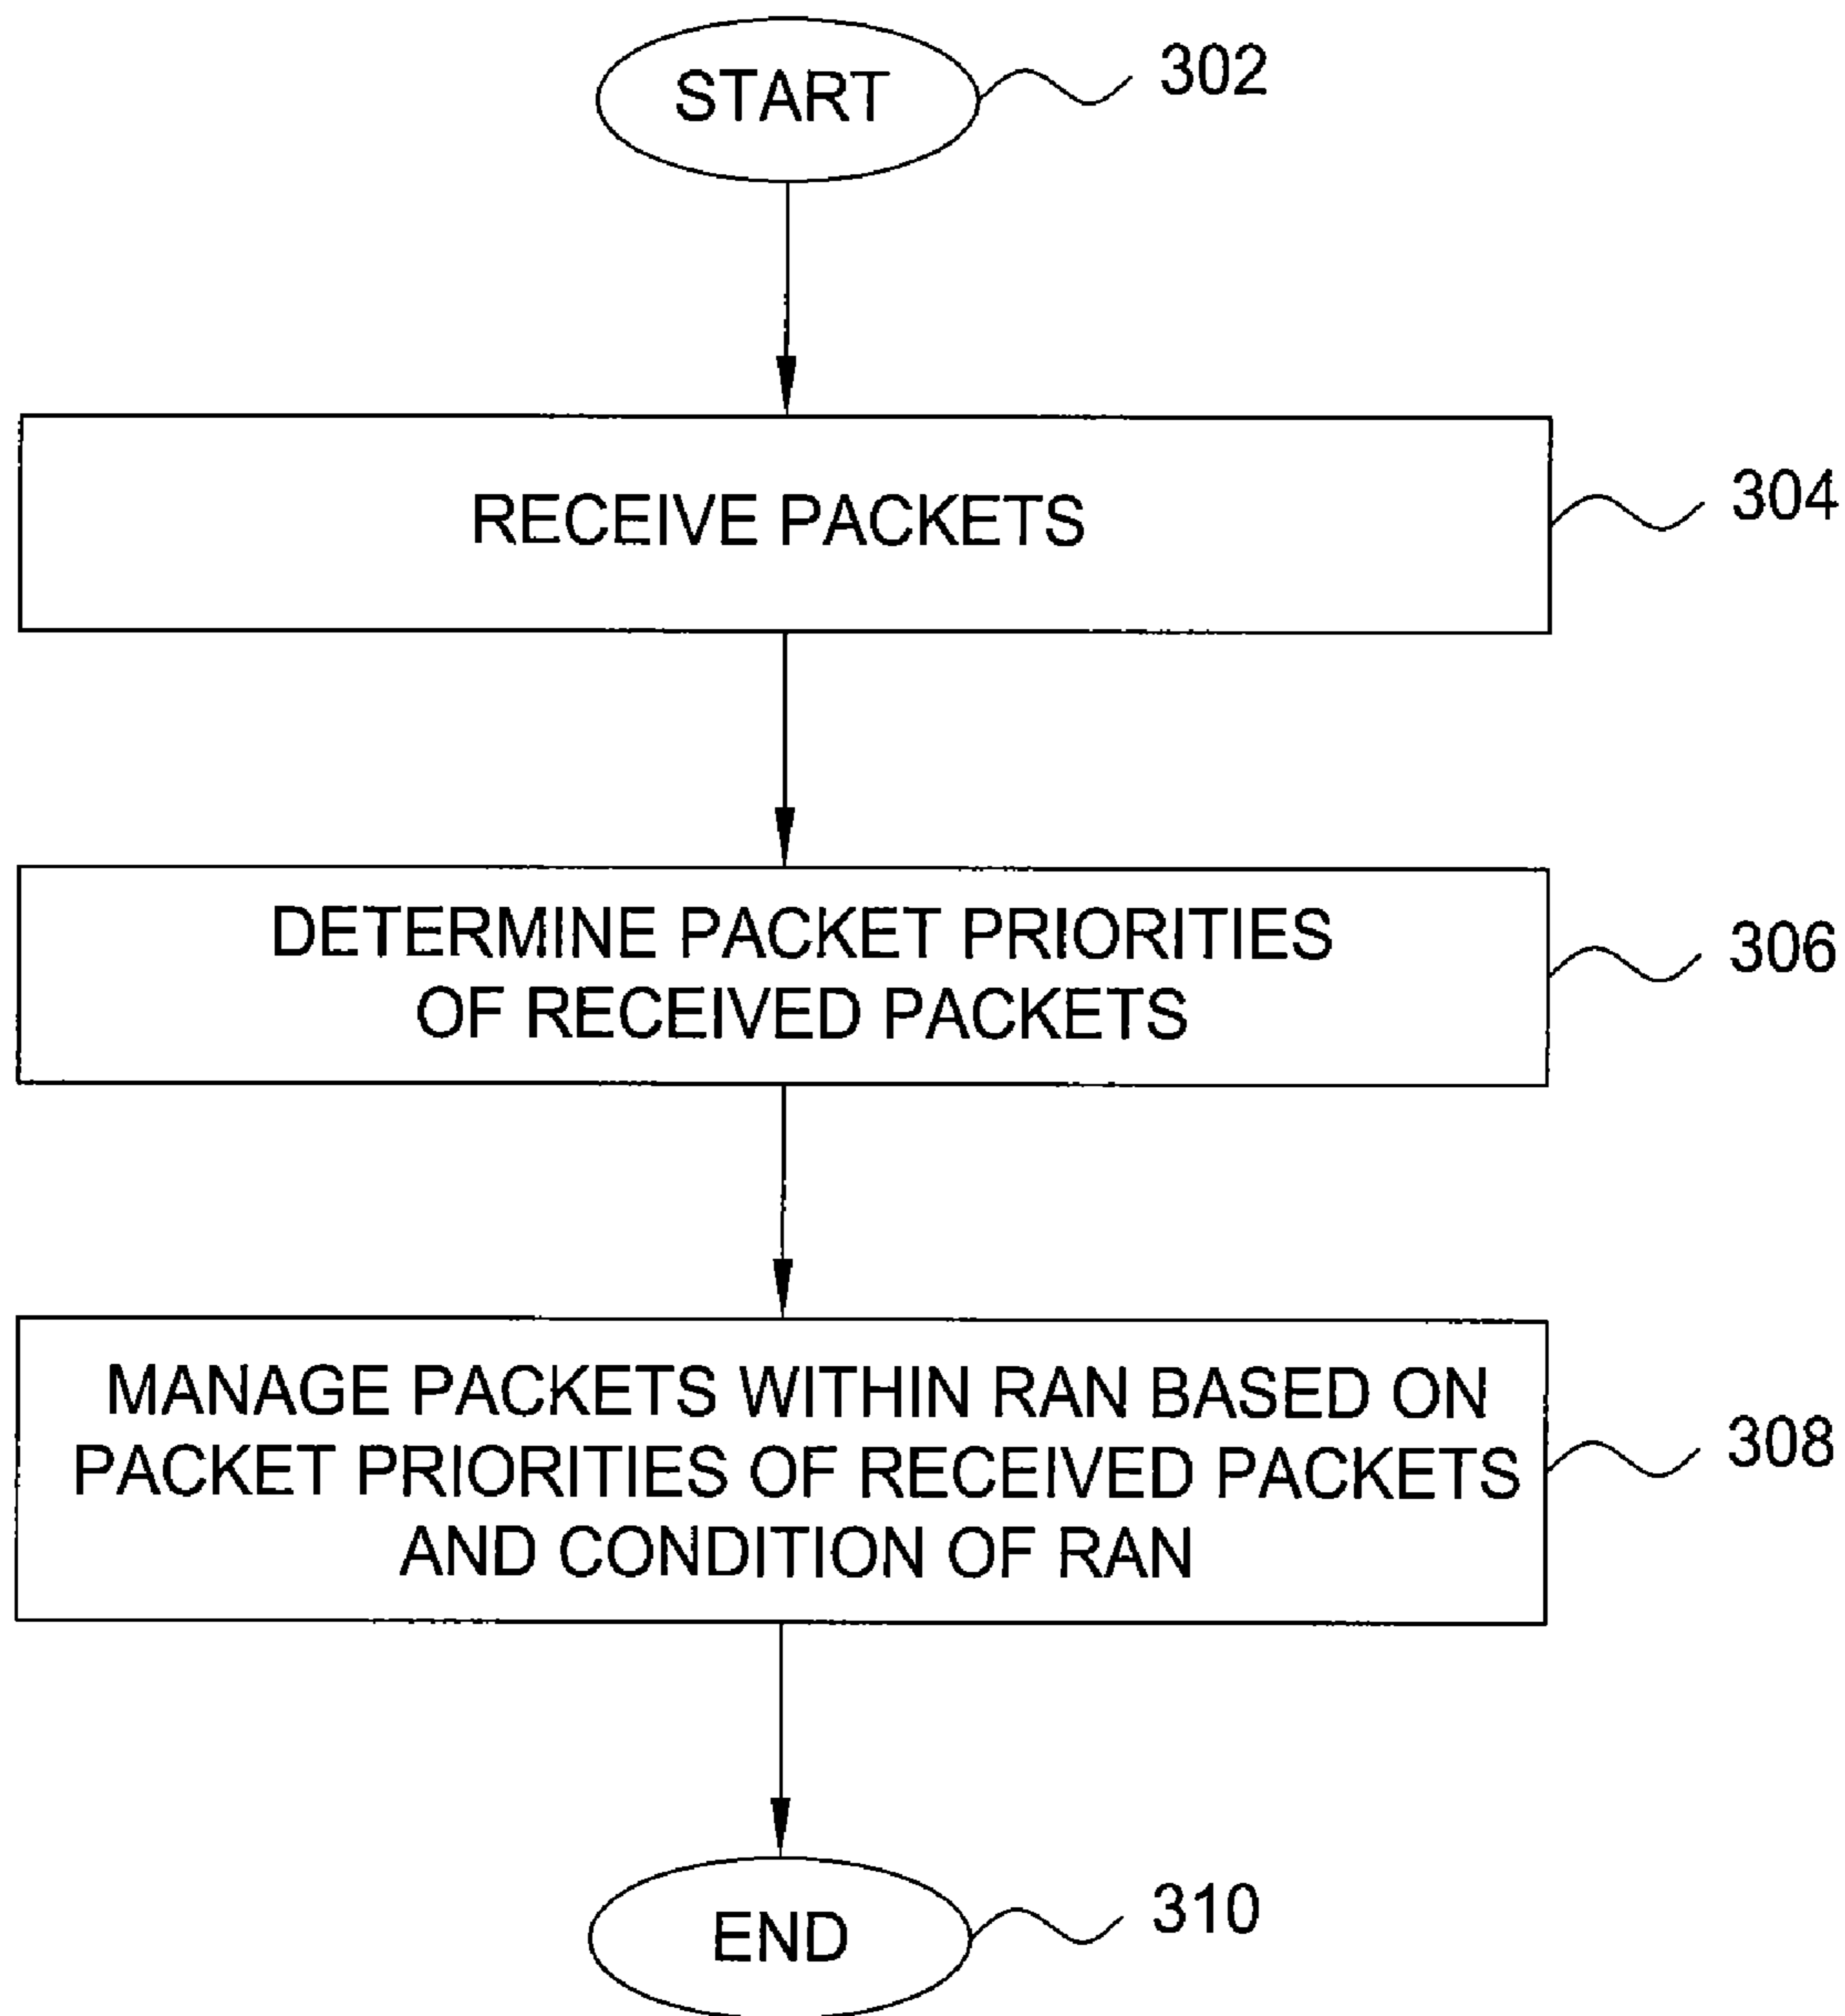 START
302
RECEIVE PACKETS
304
DETERMINE PACKET PRIORITIES
OF RECEIVED PACKETS
306
MANAGE PACKETS WITHIN RAN BASED ON
PACKET PRIORITIES OF RECEIVED PACKETS
AND CONDITION OF RAN
308
END
310